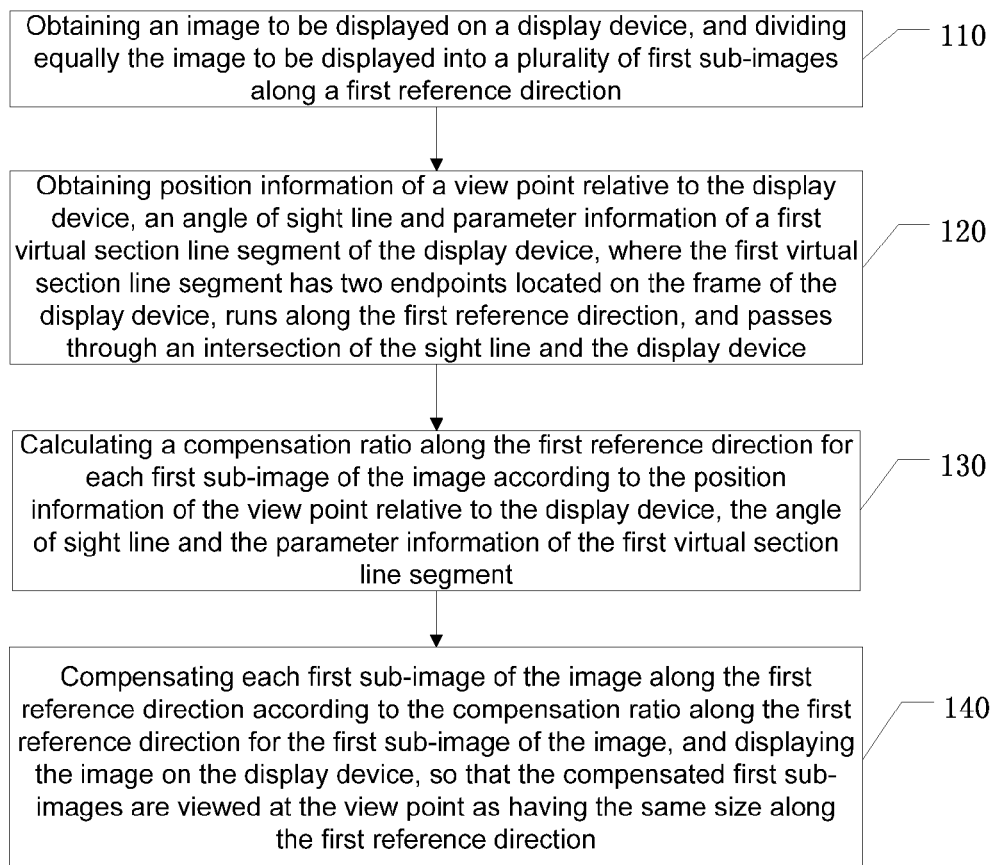 Obtaining an image to be displayed on a display device, and dividing
equally the image to be displayed into a plurality of first sub-images
along a first reference direction
110
Obtaining position information of a view point relative to the display
device, an angle of sight line and parameter information of a first
virtual section line segment of the display device, where the first virtual
section line segment has two endpoints located on the frame of the
display device, runs along the first reference direction, and passes
through an intersection of the sight line and the display device
120
Calculating a compensation ratio along the first reference direction for
each first sub-image of the image according to the position
information of the view point relative to the display device, the angle
of sight line and the parameter information of the first virtual section
line segment
130
Compensating each first sub-image of the image along the first
reference direction according to the compensation ratio along the first
reference direction for the first sub-image of the image, and displaying
the image on the display device, so that the compensated first sub-
images are viewed at the view point as having the same size along
the first reference direction
140